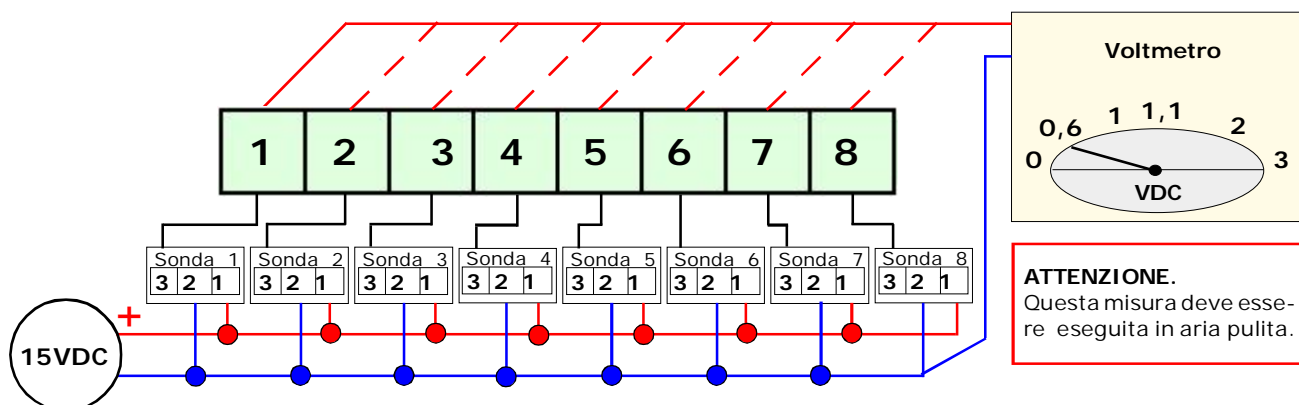 Voltmetro
0 0,6 1 1,1 2 3
VDC
1 2 3 4 5 6 7 8
Sonda 1 Sonda 2 Sonda 3 Sonda 4 Sonda 5 Sonda 6 Sonda 7 Sonda 8
3 2 1 3 2 1 3 2 1 3 2 1 3 2 1 3 2 1 3 2 1 3 2 1
+
15VDC
ATTENZIONE.
Questa misura deve esse-
re eseguita in aria pulita.